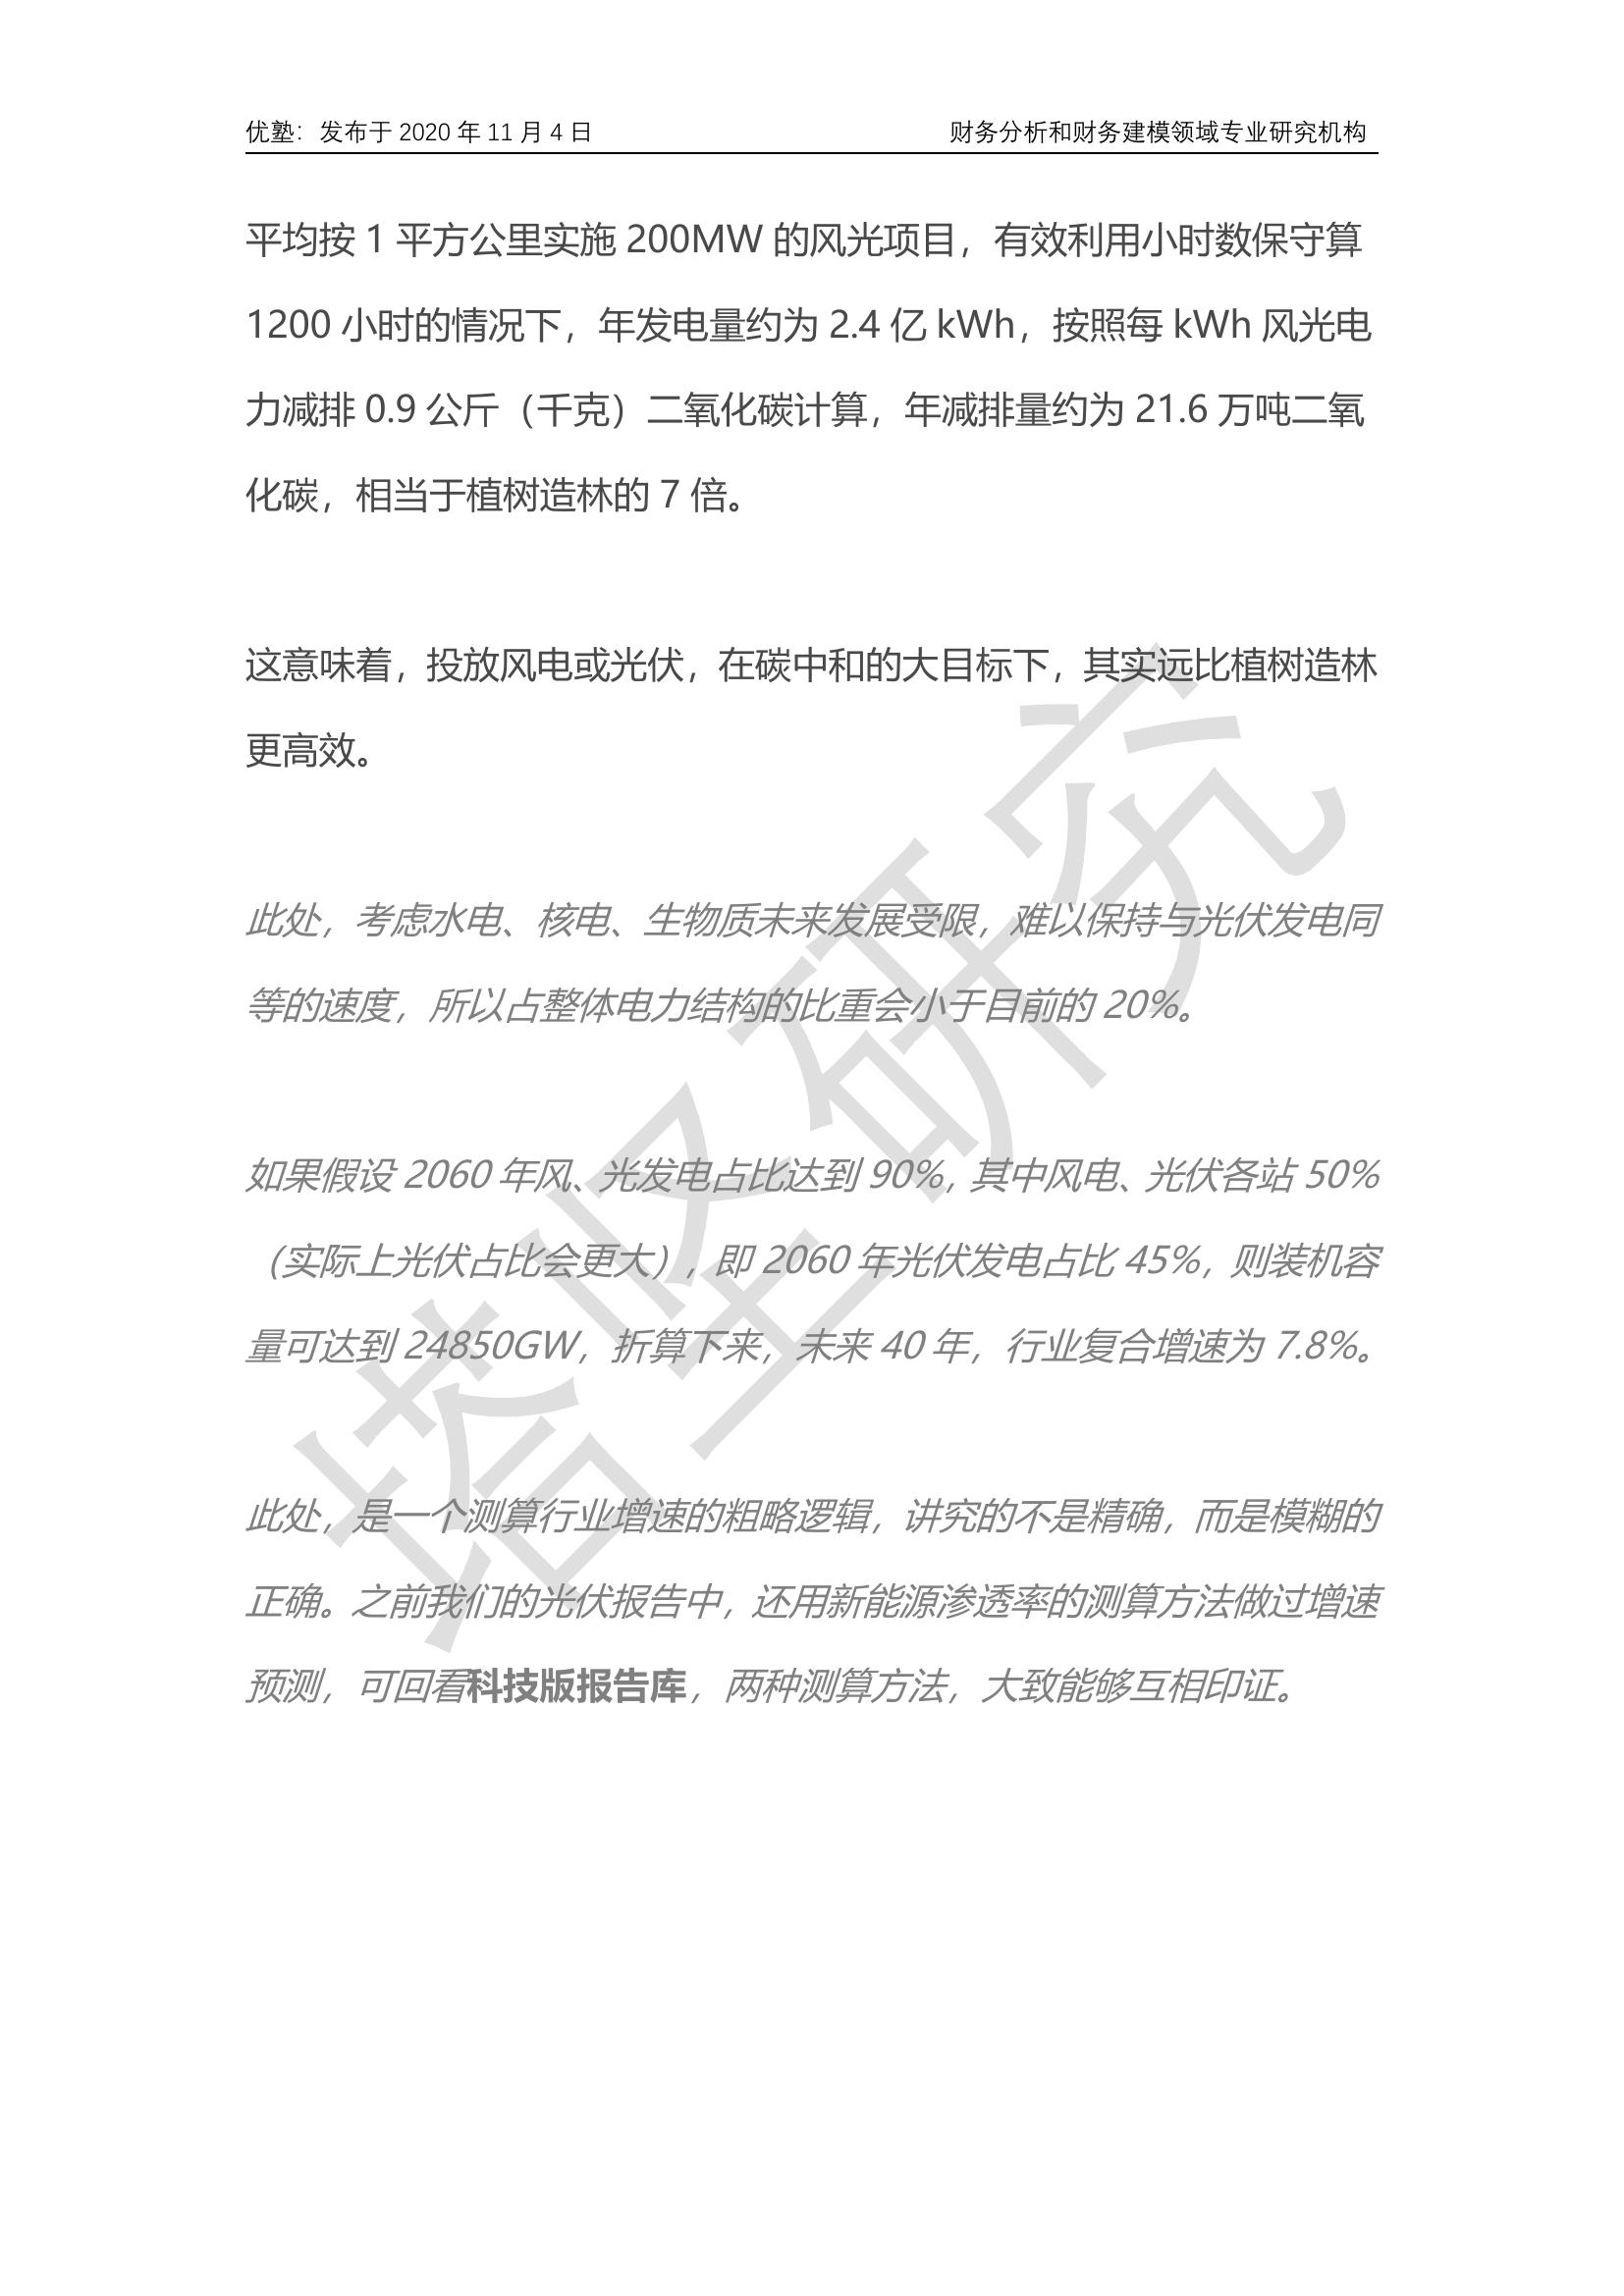 优塾：发布于 2020 年 11 月 4 日 财务分析和财务建模领域专业研究机构
平均按 1 平方公里实施 200MW 的风光项目，有效利用小时数保守算
1200 小时的情况下，年发电量约为 2.4 亿 kWh，按照每 kWh 风光电
力减排 0.9 公斤（千克）二氧化碳计算，年减排量约为 21.6 万吨二氧
化碳，相当于植树造林的 7 倍。
这意味着，投放风电或光伏，在碳中和的大目标下，其实远比植树造林
更高效。
此处，考虑水电、核电、生物质未来发展受限，难以保持与光伏发电同
等的速度，所以占整体电力结构的比重会小于目前的 20%。
如果假设 2060 年风、光发电占比达到 90%，其中风电、光伏各站 50%
（实际上光伏占比会更大），即 2060 年光伏发电占比 45%，则装机容
量可达到 24850GW，折算下来，未来 40 年，行业复合增速为 7.8%。
此处，是一个测算行业增速的粗略逻辑，讲究的不是精确，而是模糊的
正确。之前我们的光伏报告中，还用新能源渗透率的测算方法做过增速
预测，可回看科技版报告库，两种测算方法，大致能够互相印证。
塔坚研究